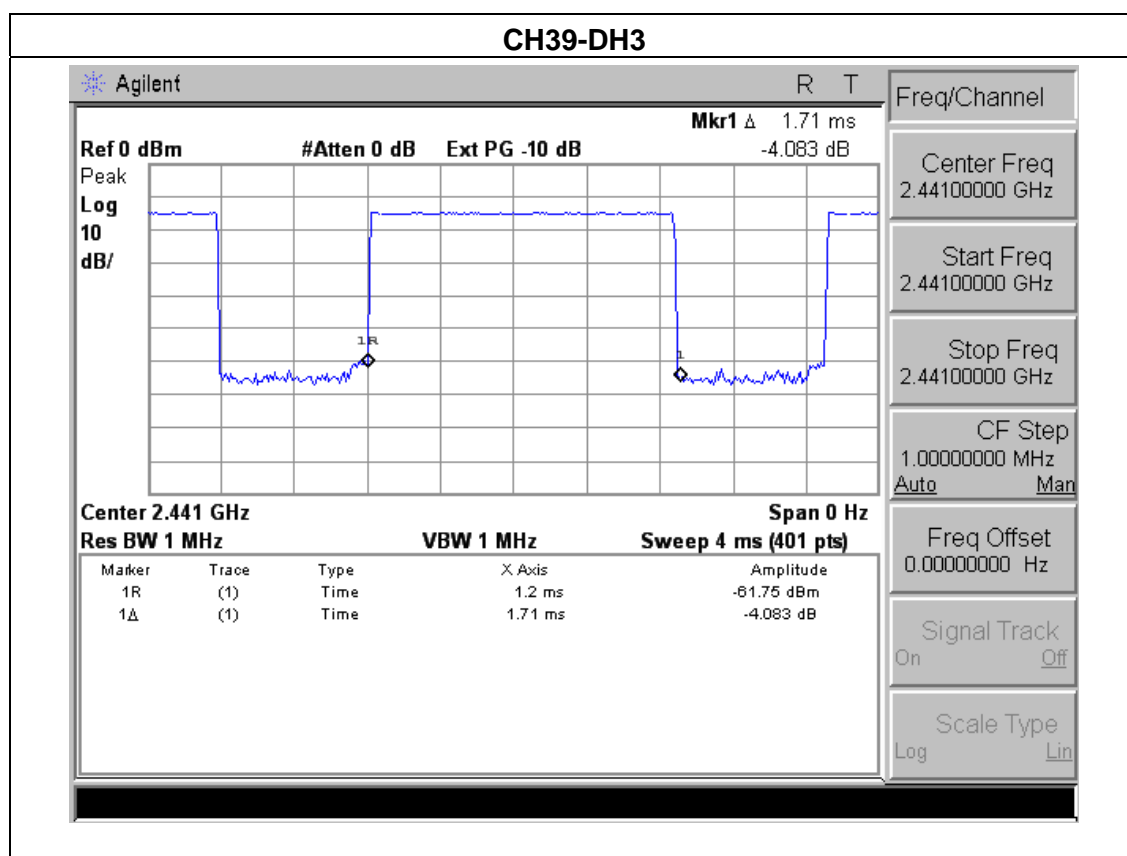 CH39-DH3
Agilent R T
Mkr1 Δ 1.71 ms
Ref 0 dBm #Atten 0 dB Ext PG -10 dB -4.083 dB
Peak
Log
10
dB/
1R
1
Center 2.441 GHz Span 0 Hz
Res BW 1 MHz VBW 1 MHz Sweep 4 ms (401 pts)
Marker Trace Type X Axis Amplitude
1R (1) Time 1.2 ms -61.75 dBm
1Δ (1) Time 1.71 ms -4.083 dB
Freq/Channel
Center Freq
2.44100000 GHz
Start Freq
2.44100000 GHz
Stop Freq
2.44100000 GHz
CF Step
1.00000000 MHz
Auto Man
Freq Offset
0.00000000 Hz
Signal Track
On Off
Scale Type
Log Lin